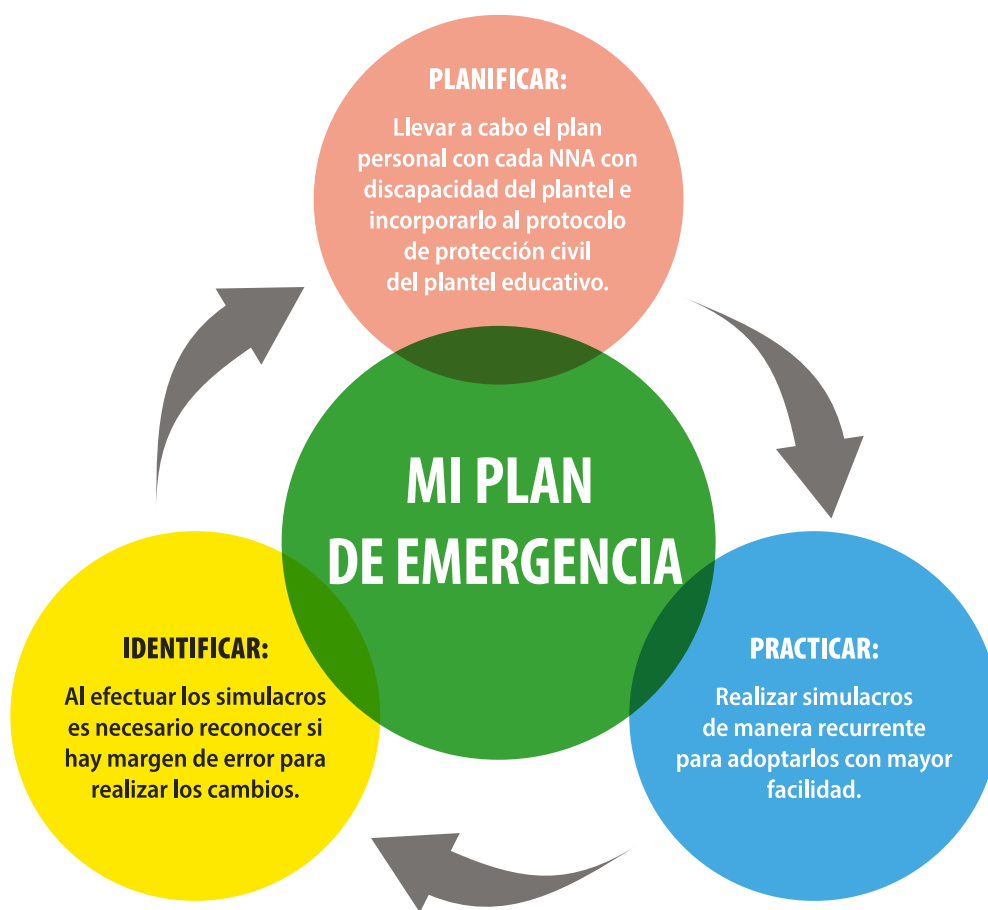 PLANIFICAR:
Llevar a cabo el plan
personal con cada NNA con
discapacidad del plantel e
incorporarlo al protocolo
de protección civil
del plantel educativo.
MI PLAN
DE EMERGENCIA
IDENTIFICAR:
Al efectuar los simulacros
es necesario reconocer si
hay margen de error para
realizar los cambios.
PRACTICAR:
Realizar simulacros
de manera recurrente
para adoptarlos con mayor
facilidad.